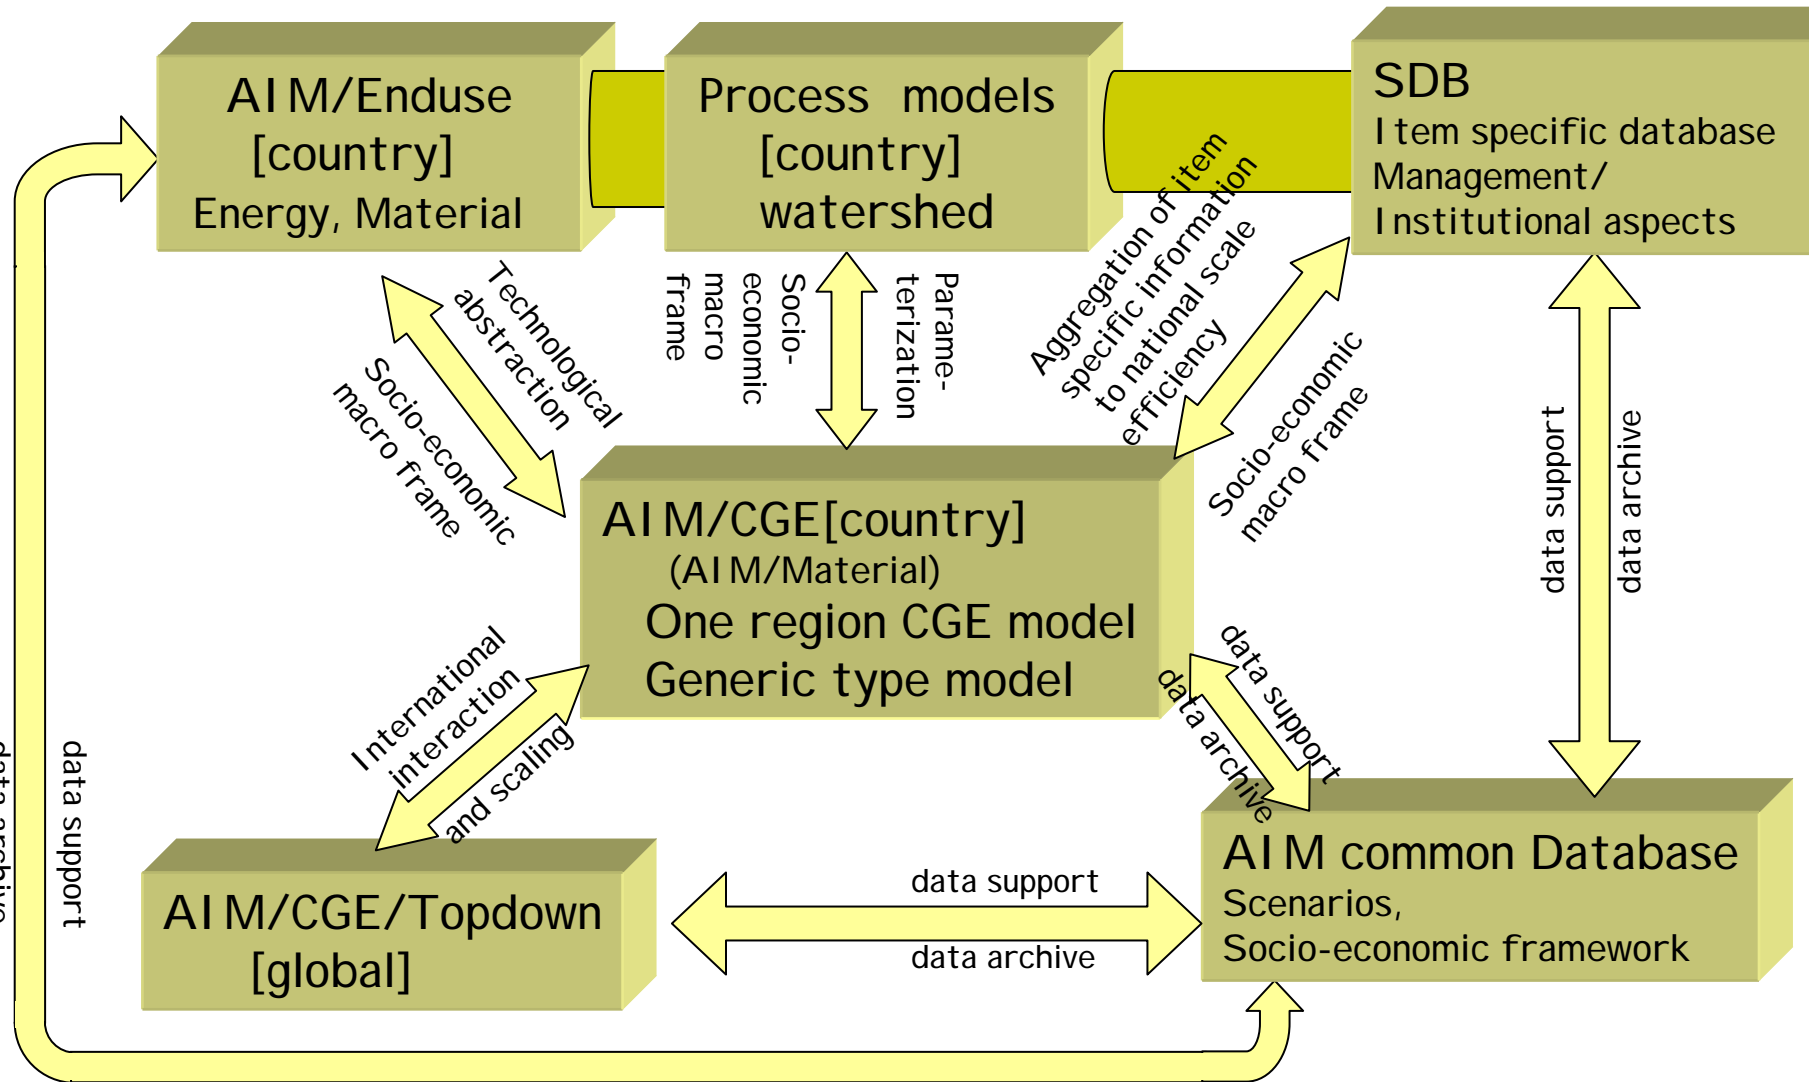 AIM/Enduse
[country]
Energy, Material
Process models
[country]
watershed
SDB
Item specific database
Management/
Institutional aspects
Technological
abstraction
Socio-economic
macro frame
Socio-
economic
macro
frame
Parame-
terization
Aggregation of item
specific information
to national scale
efficiency
Socio-economic
macro frame
data support
data archive
AIM/CGE[country]
(AIM/Material)
One region CGE model
Generic type model
International
interaction
and scaling
data support
data archive
data support
data archive
AIM/CGE/Topdown
[global]
data support
data archive
AIM common Database
Scenarios,
Socio-economic framework